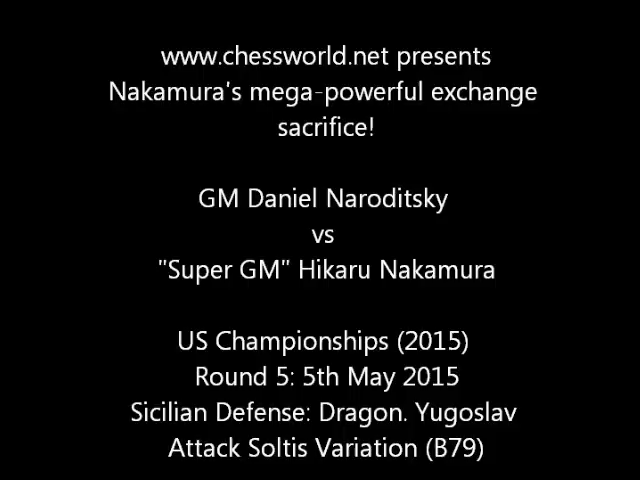 www.chessworld.net presents
Nakamura's mega-powerful exchange
sacrifice!
GM Daniel Naroditsky
vs
"Super GM" Hikaru Nakamura
US Championships (2015)
Round 5: 5th May 2015
Sicilian Defense: Dragon. Yugoslav
Attack Soltis Variation (B79)